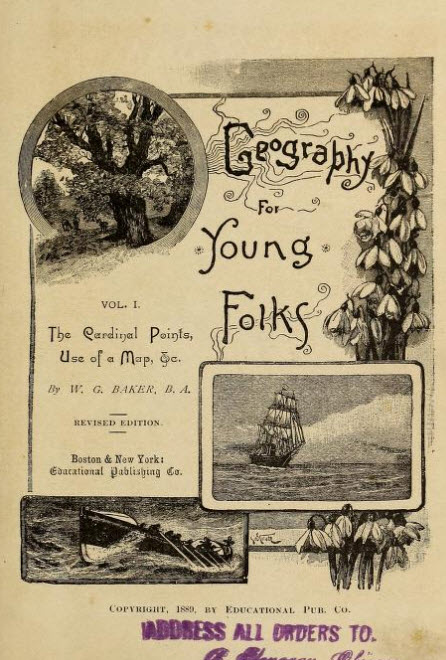 Geography
For
Young
Folks
VOL. I.
The Cardinal Points,
Use of a Map, &c.
By W. G. BAKER, B. A.
REVISED EDITION.
Boston & New York:
Educational Publishing Co.
COPYRIGHT, 1889, BY EDUCATIONAL PUB. CO.
ADDRESS ALL ORDERS TO.